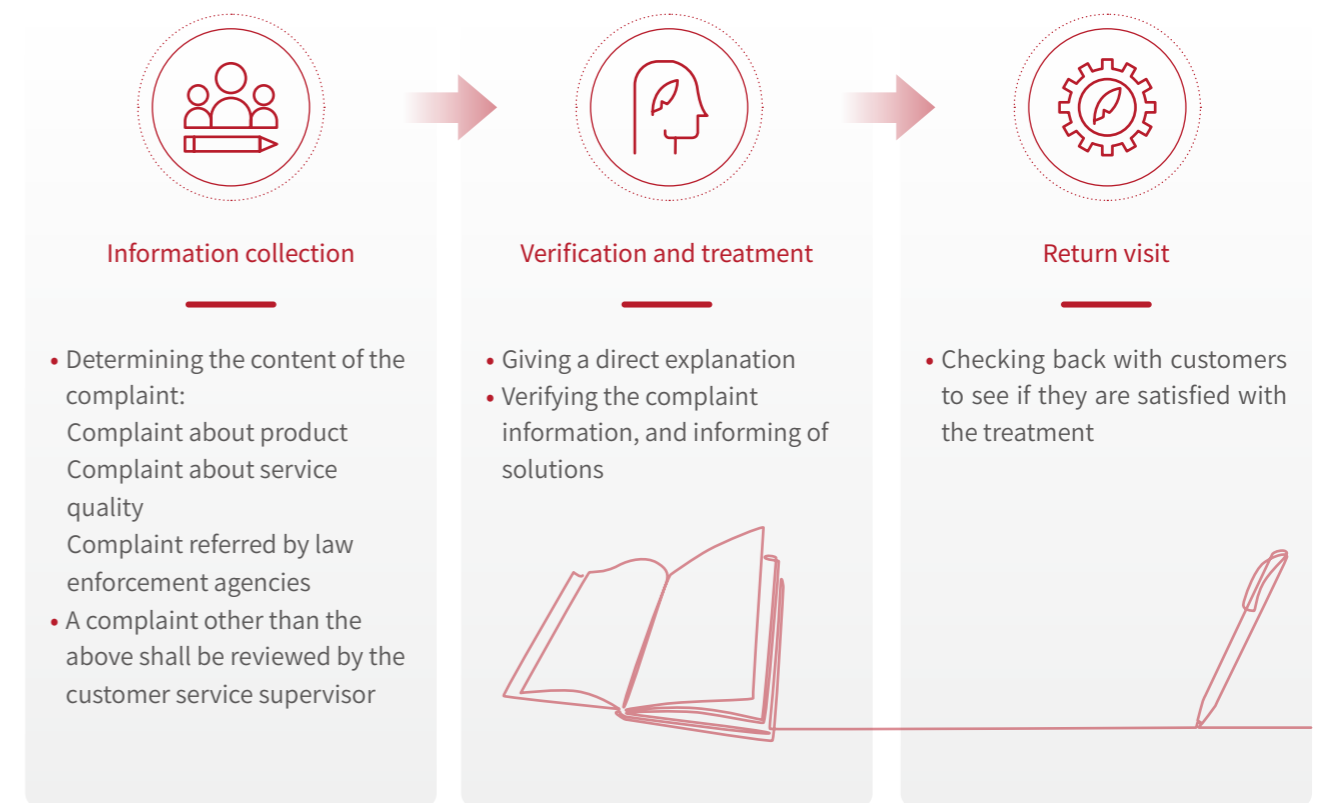 Information collection
• Determining the content of the
complaint:
Complaint about product
Complaint about service
quality
Complaint referred by law
enforcement agencies
• A complaint other than the
above shall be reviewed by the
customer service supervisor
Verification and treatment
• Giving a direct explanation
• Verifying the complaint
information, and informing of
solutions
Return visit
• Checking back with customers
to see if they are satisfied with
the treatment